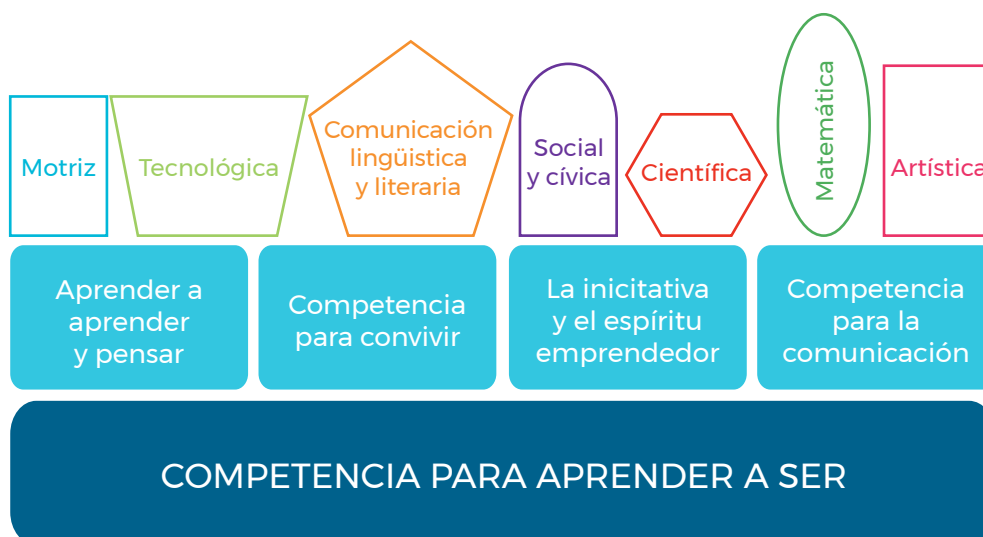 Motriz
Tecnológica
Comunicación
lingüistica
y literaria
Social
y cívica
Científica
Matemática
Artística
Aprender a
aprender
y pensar
Competencia
para convivir
La inicitativa
y el espíritu
emprendedor
Competencia
para la
comunicación
COMPETENCIA PARA APRENDER A SER